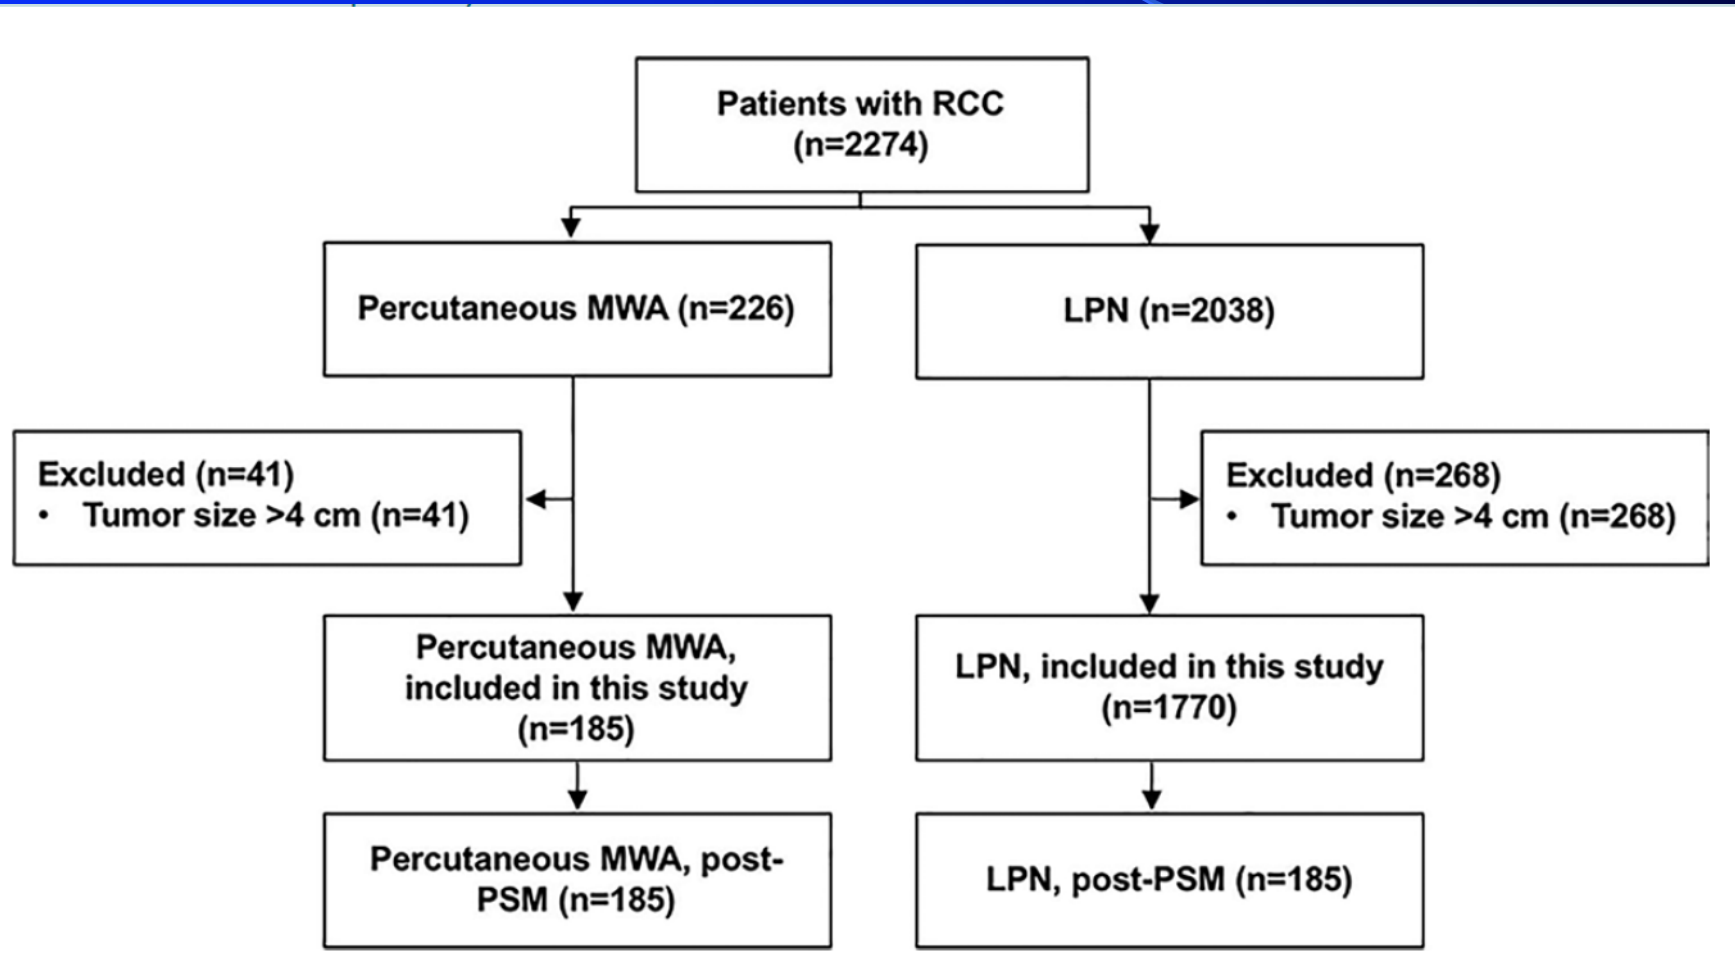 Patients with RCC
(n=2274)
Percutaneous MWA (n=226)
LPN (n=2038)
Excluded (n=41)
• Tumor size >4 cm (n=41)
Excluded (n=268)
• Tumor size >4 cm (n=268)
Percutaneous MWA,
included in this study
(n=185)
LPN, included in this study
(n=1770)
Percutaneous MWA, post-
PSM (n=185)
LPN, post-PSM (n=185)